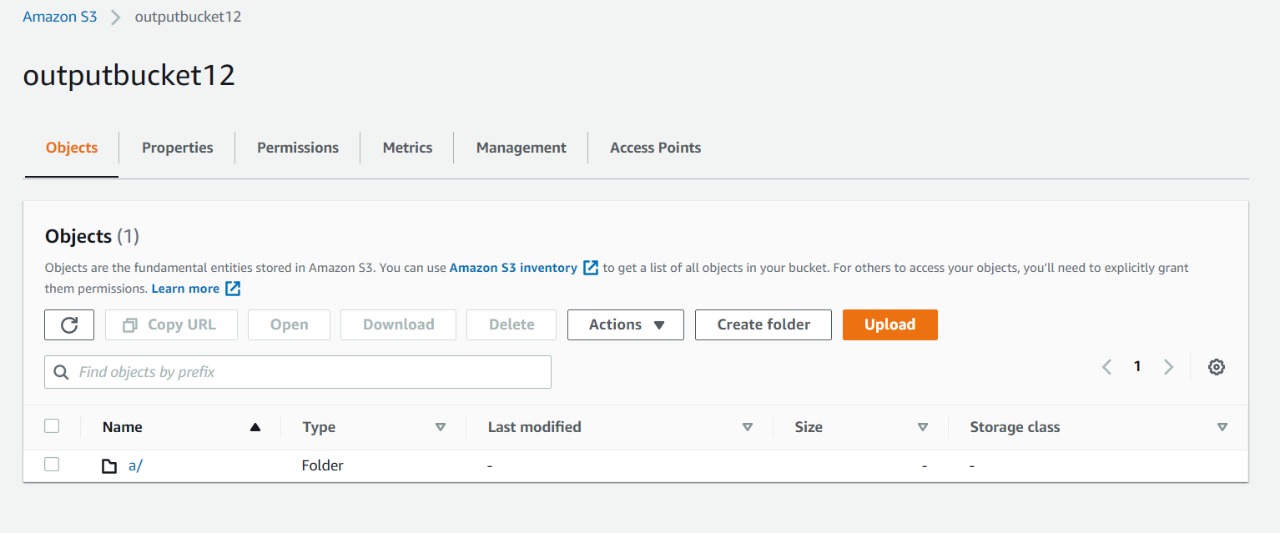 Amazon S3 > outputbucket12
outputbucket12
Objects Properties Permissions Metrics Management Access Points
Objects (1)
Objects are the fundamental entities stored in Amazon S3. You can use Amazon S3 inventory to get a list of all objects in your bucket. For others to access your objects, you'll need to explicitly grant
them permissions. Learn more
Copy URL Open Download Delete Actions Create folder Upload
Find objects by prefix 1
Name Type Last modified Size Storage class
a/ Folder - - -